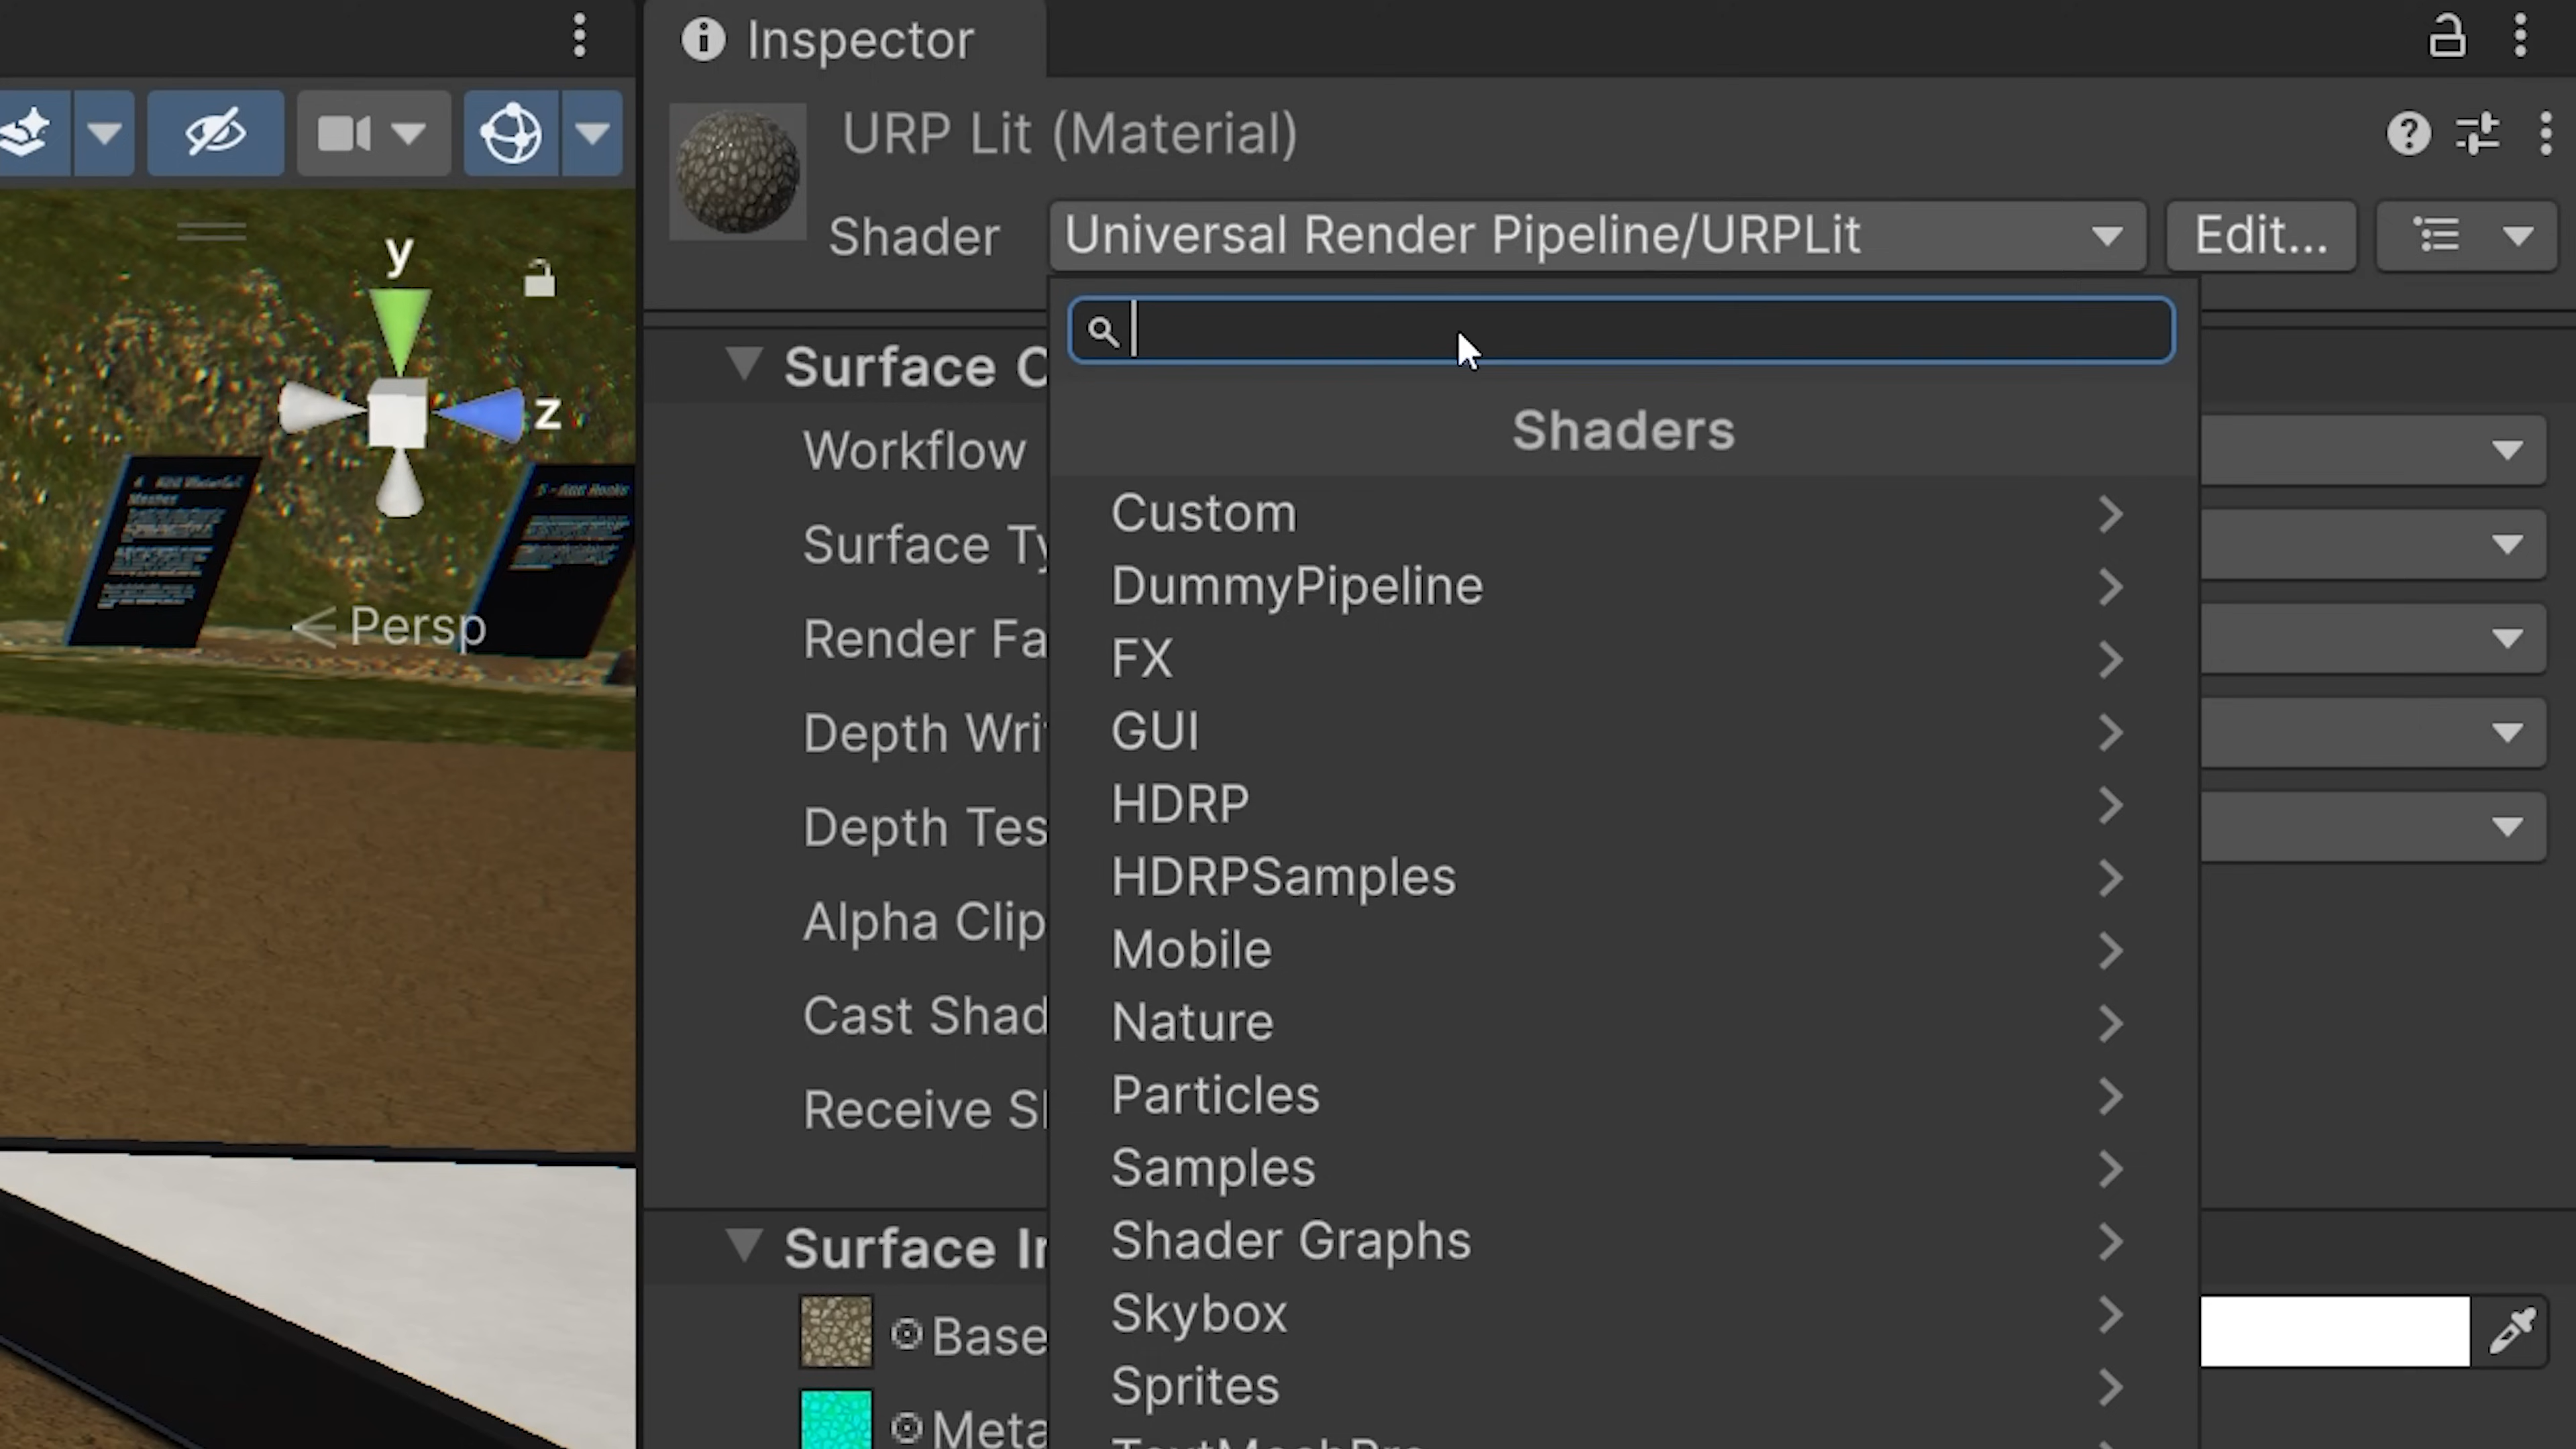 Inspector
URP Lit (Material)
Shader
Universal Render Pipeline/URPLit
Edit...
y
z
Persp
Surface O
Workflow
Surface Ty
Render Fa
Depth Wri
Depth Tes
Alpha Clip
Cast Shad
Receive S
Surface In
Base
Meta
Shaders
Custom
DummyPipeline
FX
GUI
HDRP
HDRPSamples
Mobile
Nature
Particles
Samples
Shader Graphs
Skybox
Sprites